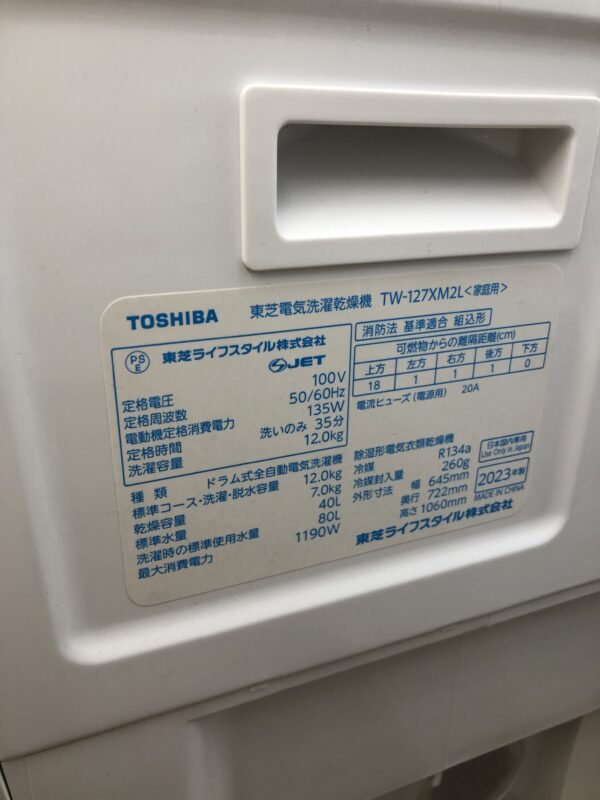 TOSHIBA 東芝電気洗濯乾燥機 TW-127XM2L<家庭用>
PS E 東芝ライフスタイル株式会社
S JET
定格電圧 100V
定格周波数 50/60Hz
電動機定格消費電力 135W
定格時間 洗いのみ 35分
洗濯容量 12.0kg
種類 ドラム式全自動電気洗濯機
標準コース・洗濯・脱水容量 12.0kg
乾燥容量 7.0kg
標準水量 40L
洗濯時の標準使用水量 80L
最大消費電力 1190W
消防法 基準適合 組込形
可燃物からの離隔距離(cm)
上方 左方 右方 後方 下方
18 1 1 1 0
電流ヒューズ(電源用) 20A
除湿形電気衣類乾燥機
冷媒 R134a
冷媒封入量 260g
外形寸法 幅 645mm
奥行 722mm
高さ 1060mm
東芝ライフスタイル株式会社
日本国内専用
Use Only in Japan
2023年製
MADE IN CHINA